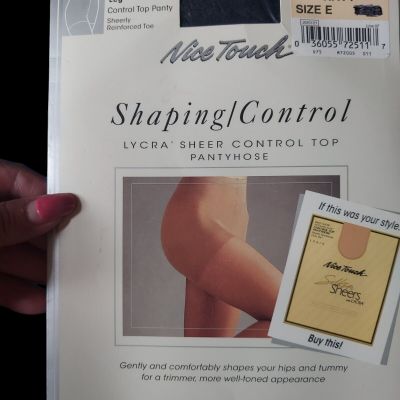 Leg
Control Top Panty
Sheerly
Reinforced Toe
SIZE E
0 36055 72511 7
Nice Touch
Shaping/Control
LYCRA® SHEER CONTROL TOP
PANTYHOSE
If this was your style...
Nice Touch
Silken
Sheers
Buy this!
Gently and comfortably shapes your hips and tummy
for a trimmer, more well-toned appearance